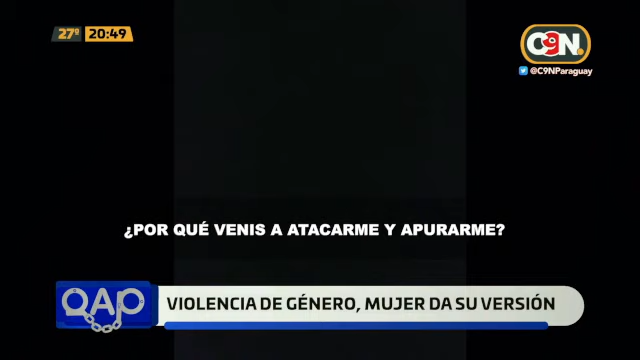 27º 20:49
C9N.
@C9NParaguay
¿POR QUÉ VENIS A ATACARME Y APURARME?
QAP
VIOLENCIA DE GÉNERO, MUJER DA SU VERSIÓN